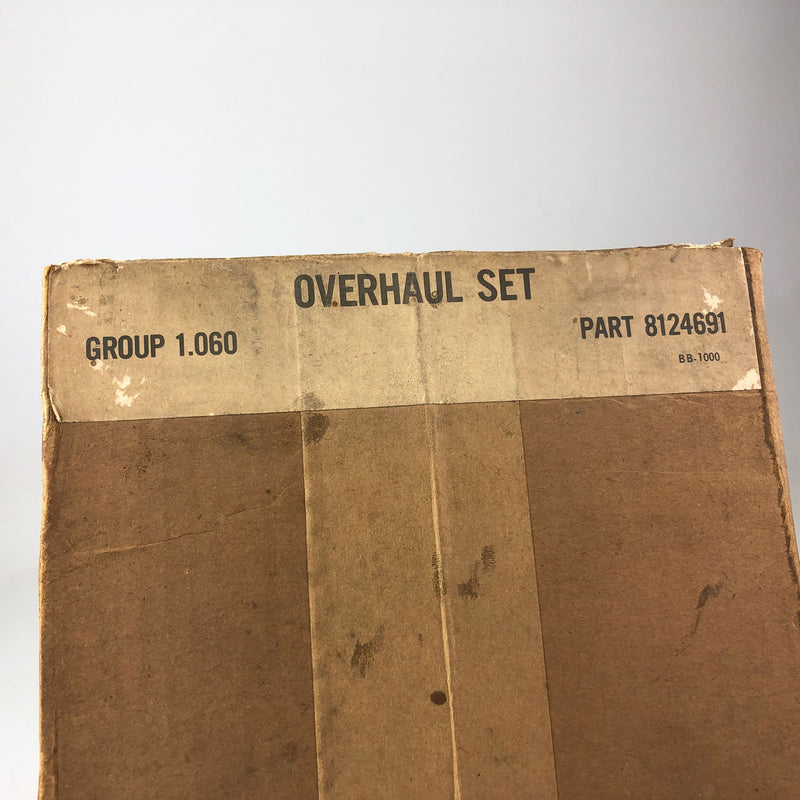 OVERHAUL SET
GROUP 1.060
PART 8124691
BB-1000